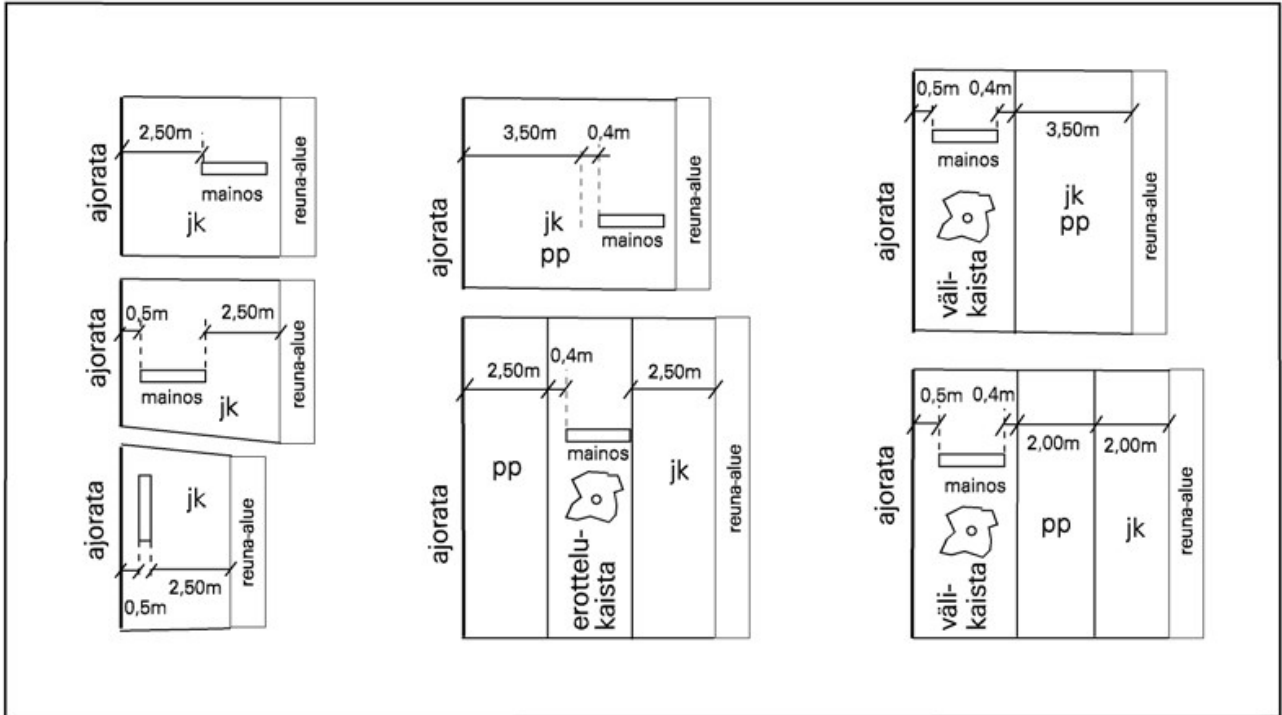 ajorata
2,50m
mainos
jk
reuna-alue
ajorata
0,5m
2,50m
mainos
jk
reuna-alue
ajorata
jk
2,50m
0,5m
reuna-alue
ajorata
3,50m
0,4m
mainos
jk
pp
reuna-alue
ajorata
2,50m
0,4m
2,50m
mainos
pp
jk
erottelu-
kaista
reuna-alue
ajorata
0,5m
0,4m
3,50m
mainos
jk
pp
väli-
kaista
reuna-alue
ajorata
0,5m
0,4m
2,00m
2,00m
mainos
pp
jk
väli-
kaista
reuna-alue